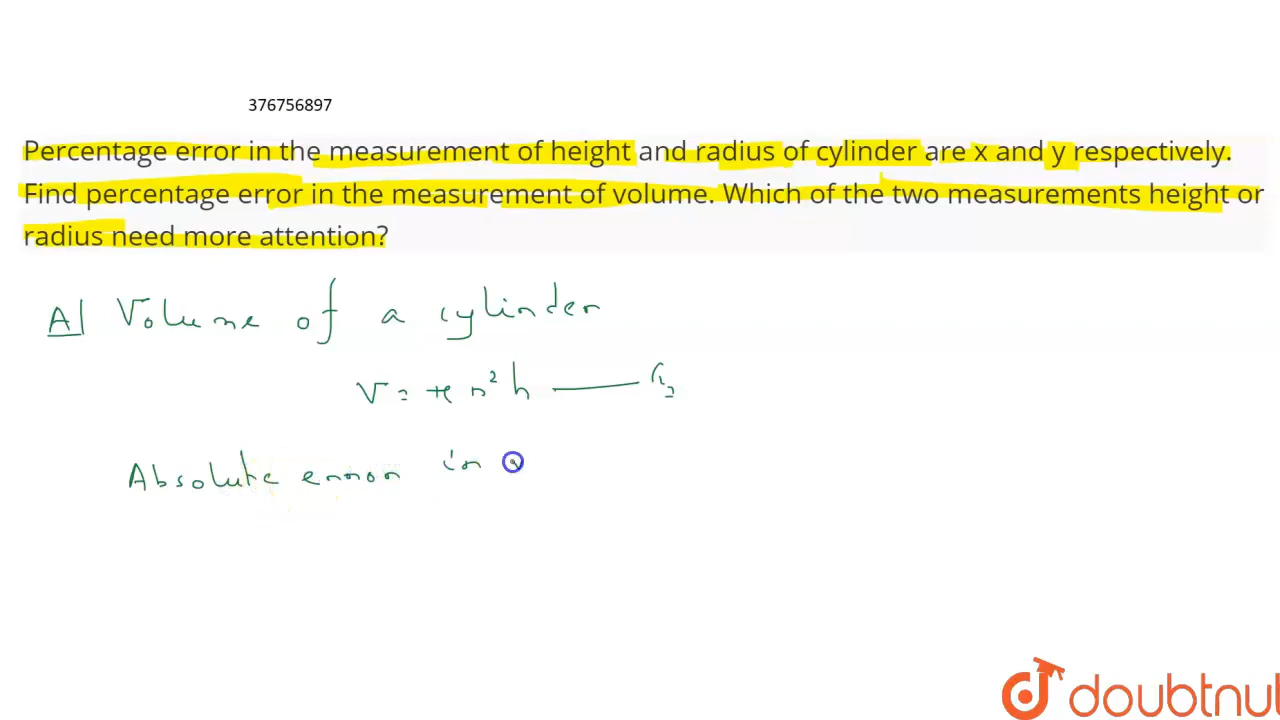 376756897
Percentage error in the measurement of height and radius of cylinder are x and y respectively.
Find percentage error in the measurement of volume. Which of the two measurements height or
radius need more attention?
A| Volume of a cylinder
V = π r² h
Absolute error in
doubtnut